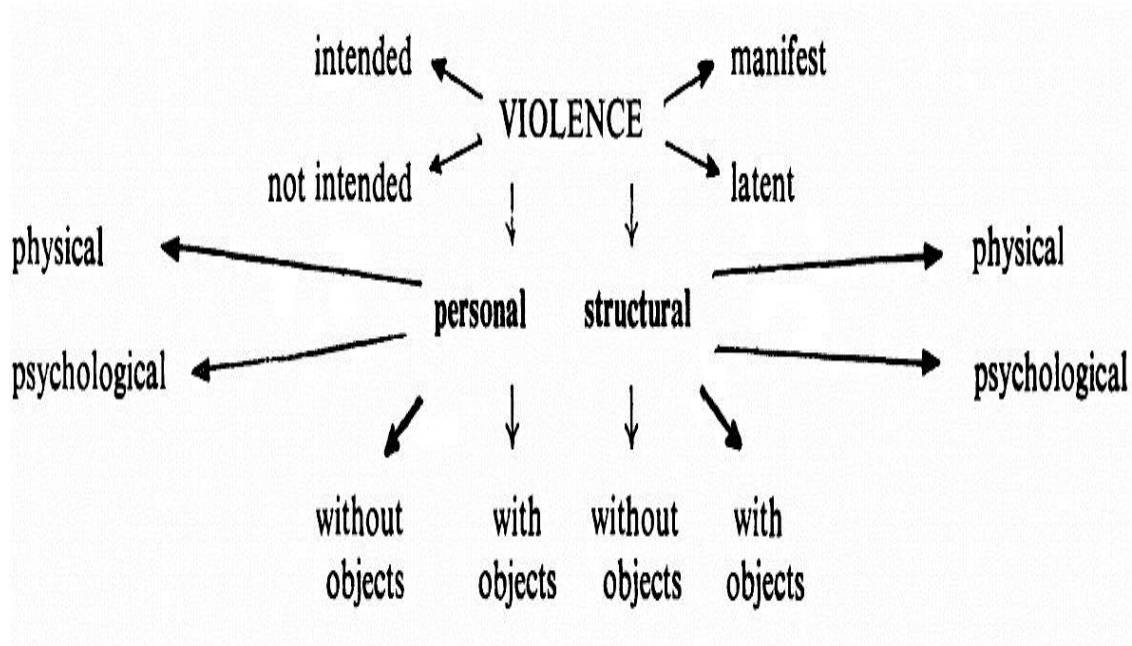 intended
manifest
VIOLENCE
not intended
latent
physical
physical
personal
structural
psychological
psychological
without
objects
with
objects
without
objects
with
objects